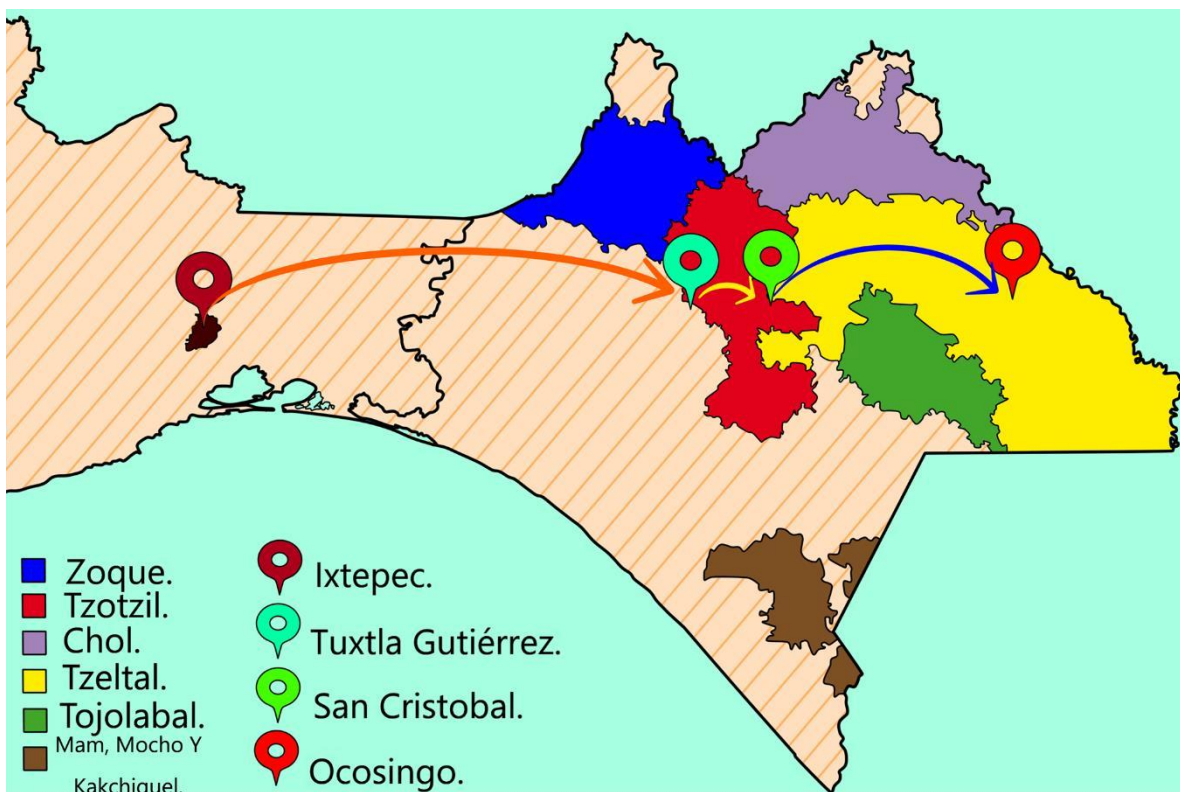 Zoque.
Tzotzil.
Chol.
Tzeltal.
Tojolabal.
Mam, Mocho Y
Kakchiquel.
Ixtepec.
Tuxtla Gutiérrez.
San Cristobal.
Ocosingo.